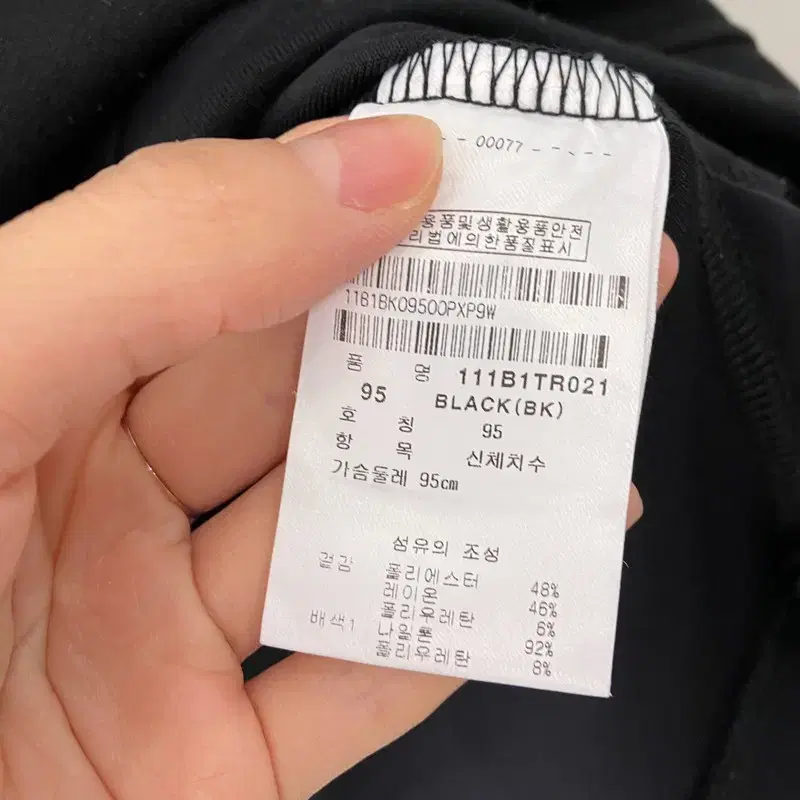 00077
용품및생활용품안전
리법에의한품질표시
11B1BK09500PXP9W
품 명 111B1TR021
95 BLACK(BK)
호 칭 95
항 목 신체치수
가슴둘레 95cm
섬유의 조성
겉감 폴리에스터 48%
레이온 46%
폴리우레탄 6%
배색1 나일론 92%
폴리우레탄 8%